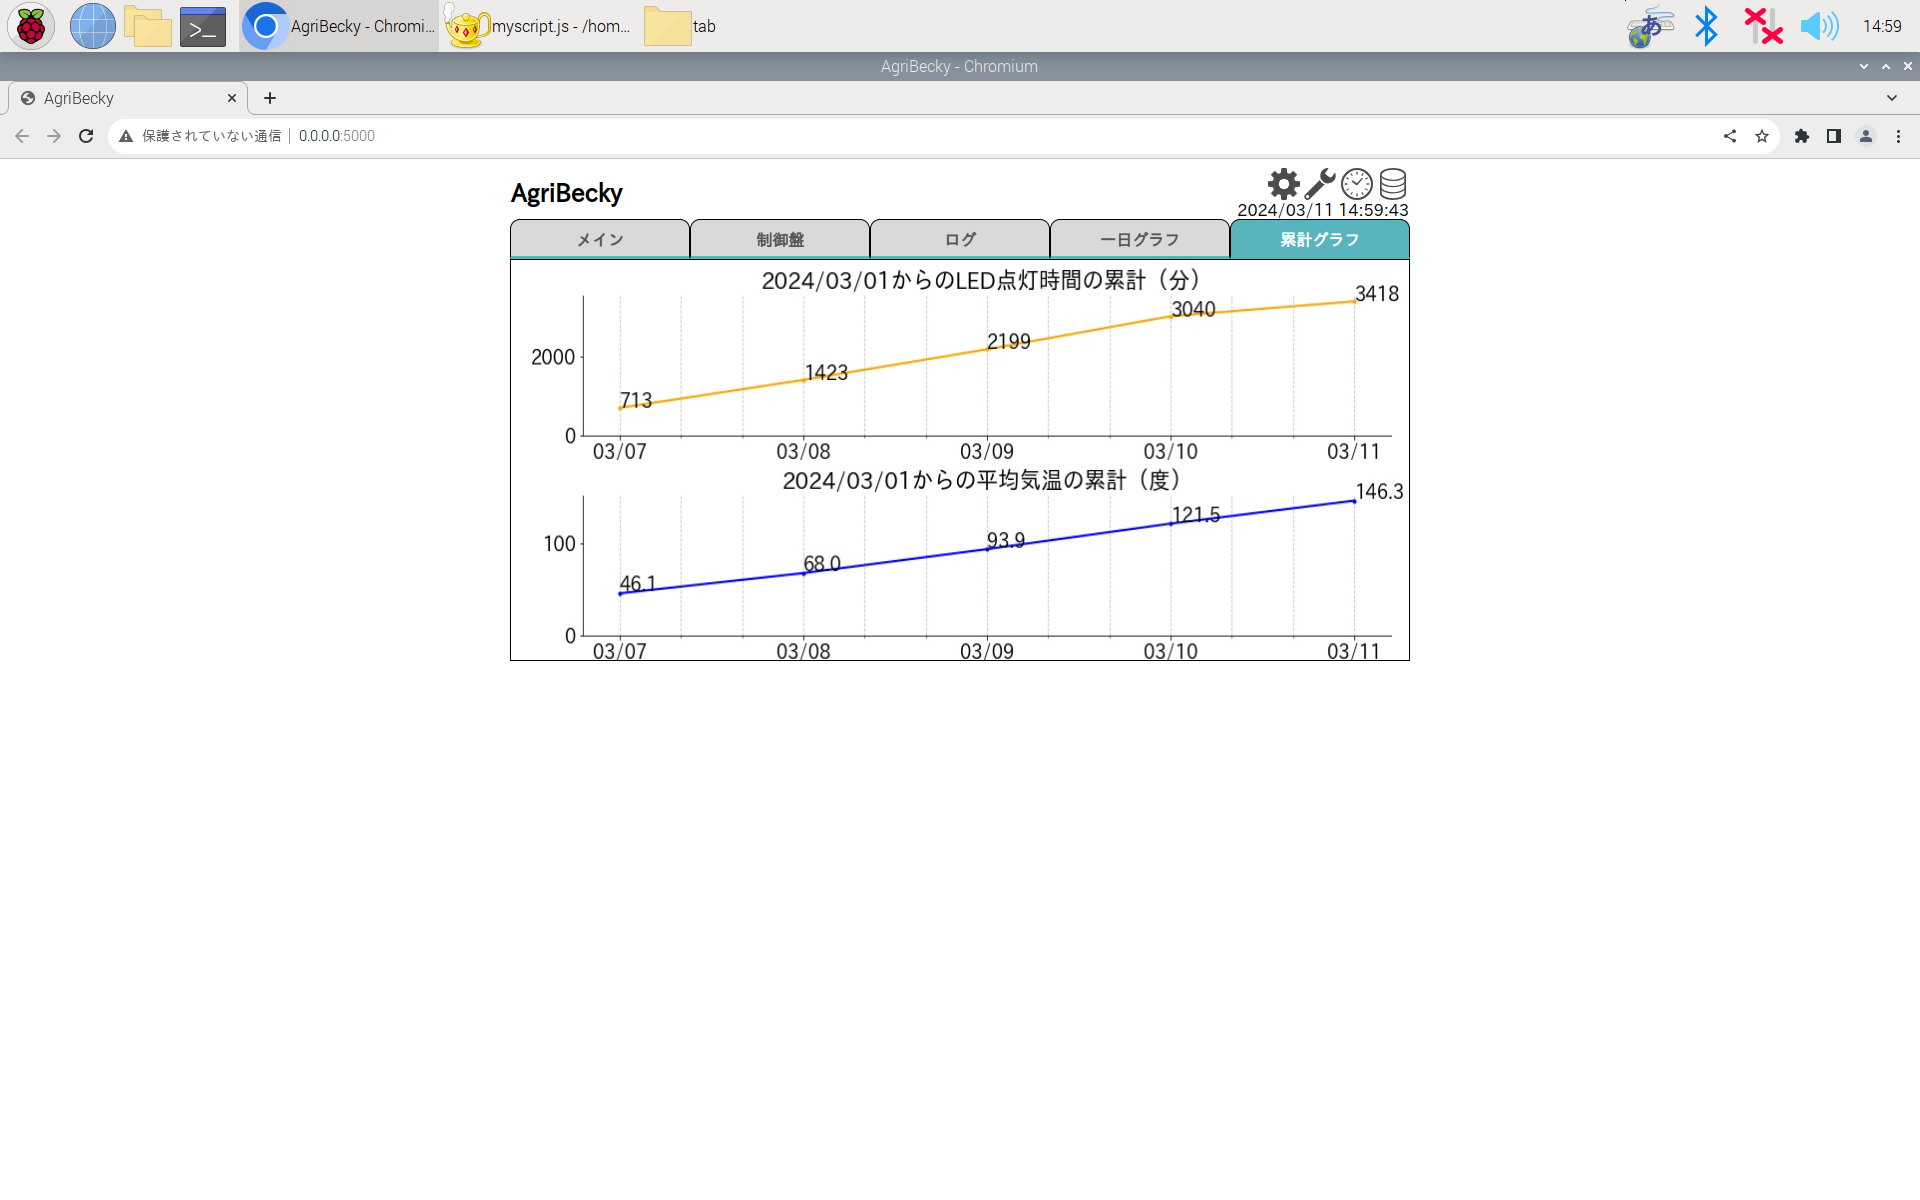 AgriBecky - Chromi...
myscript.js - /hom...
tab
あ
14:59
AgriBecky - Chromium
AgriBecky
保護されていない通信
0.0.0.0:5000
AgriBecky
2024/03/11 14:59:43
メイン
制御盤
ログ
一日グラフ
累計グラフ
2024/03/01からのLED点灯時間の累計（分）
3418
3040
2199
2000
1423
713
0
03/07
03/08
03/09
03/10
03/11
2024/03/01からの平均気温の累計（度）
146.3
121.5
100
93.9
68.0
46.1
0
03/07
03/08
03/09
03/10
03/11